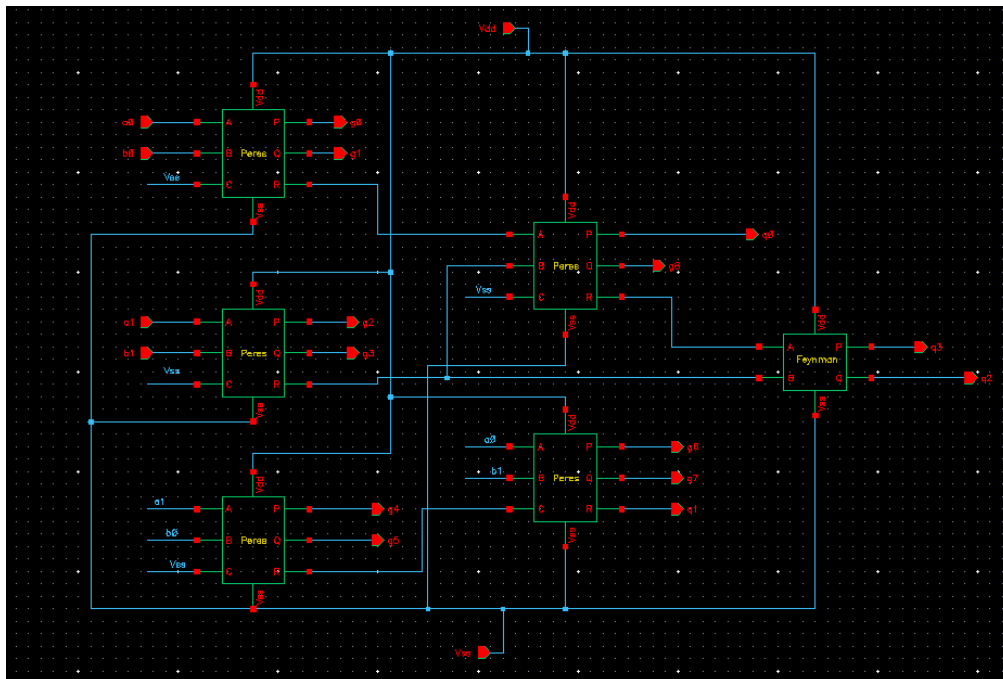 Vdd
Vdd
a0 A P g0
b0 B Peres Q g1
Vss C R
Vss
Vdd
A P q0
B Peres Q
Vss C R
Vss
Vdd
a1 A P g2
b1 B Peres Q g3
Vss C R
Vss
Vdd
A P q3
Feynman
B Q q2
Vss
Vdd
a0 A P
b1 B Peres Q g7
C R q1
Vss
Vdd
a1 A P g4
b0 B Peres Q g5
Vss C R
Vss
Vss